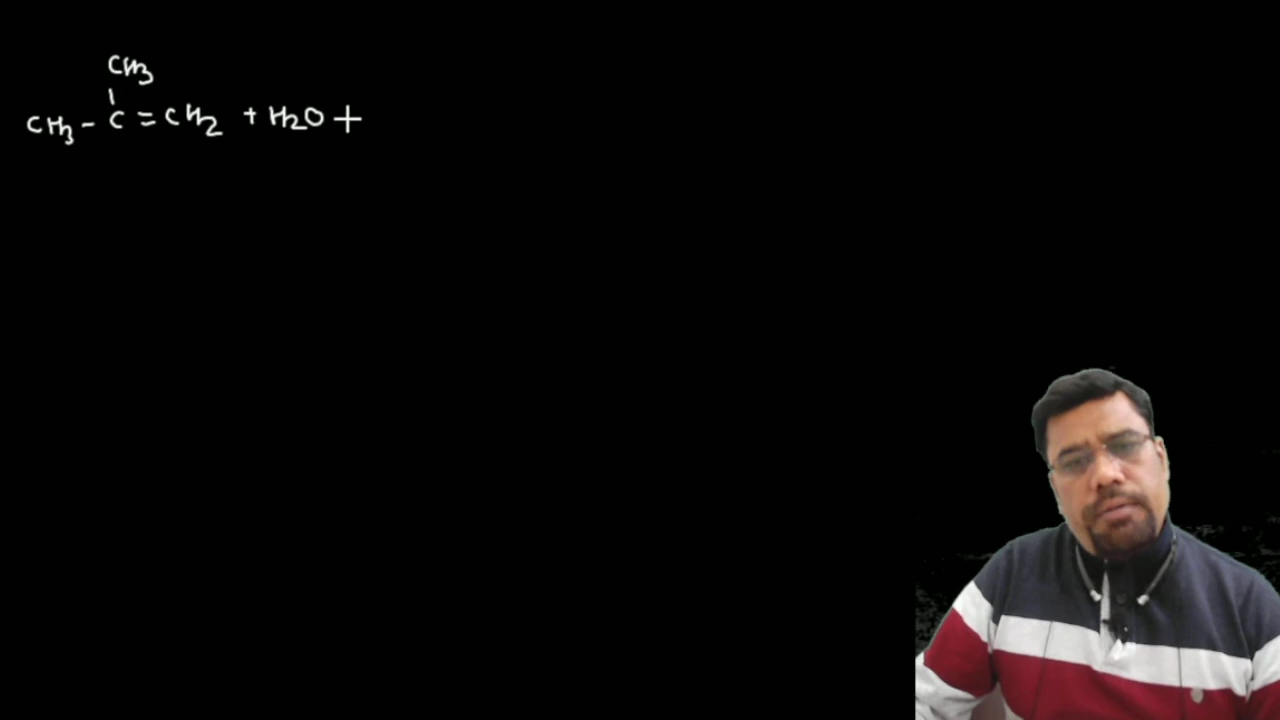 CH3
CH3 - C = CH2 + H2O +